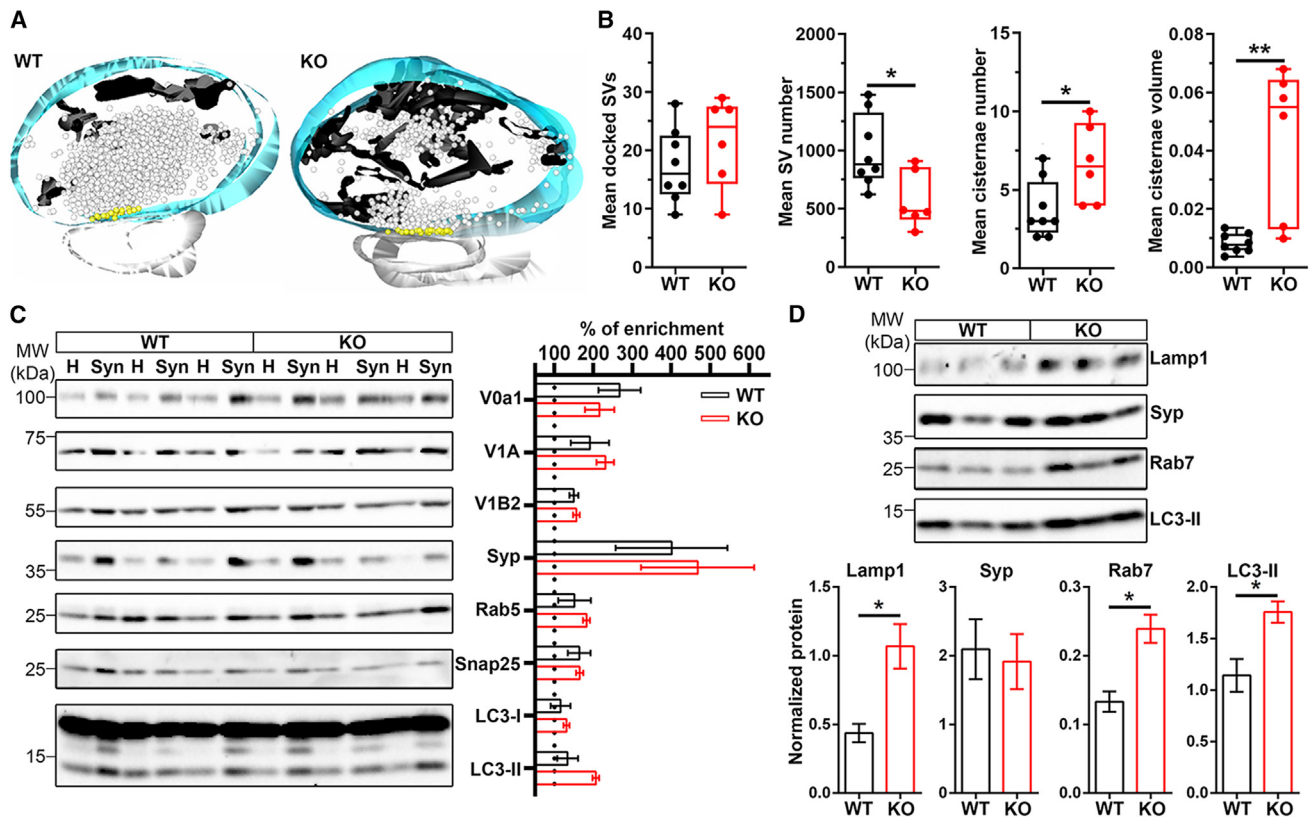 A
WT
KO
B
Mean docked SVs
40
30
20
10
0
WT KO
Mean SV number
2000
1500
1000
500
0
*
WT KO
Mean cisternae number
15
10
5
0
*
WT KO
Mean cisternae volume
0.08
0.06
0.04
0.02
0.00
**
WT KO
C
MW
(kDa)
WT KO
H Syn H Syn H Syn H Syn H Syn H Syn
100
75
55
35
25
25
15
% of enrichment
100 200 300 400 500 600
WT
KO
V0a1
V1A
V1B2
Syp
Rab5
Snap25
LC3-I
LC3-II
D
MW
(kDa)
WT KO
100 Lamp1
35 Syp
25 Rab7
15 LC3-II
Normalized protein
Lamp1
1.5
1.0
0.5
0.0
*
WT KO
Syp
3
2
1
0
WT KO
Rab7
0.3
0.2
0.1
0.0
*
WT KO
LC3-II
2.0
1.5
1.0
0.5
0.0
*
WT KO